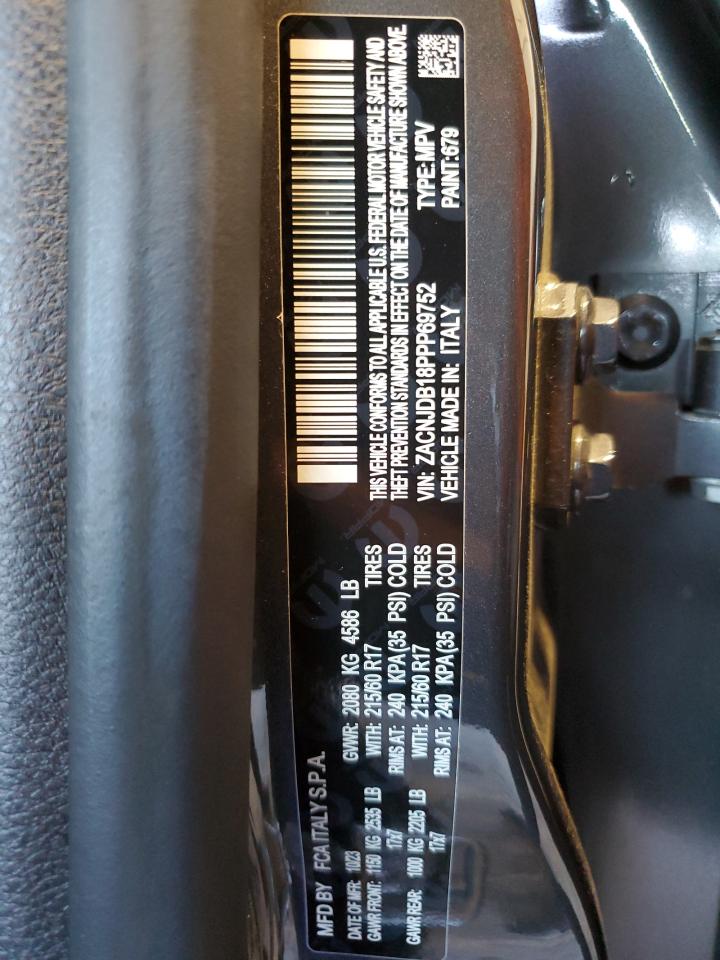 MFD BY FCA ITALY S.P.A.
DATE OF MFR: 10/23 GVWR: 2080 KG 4586 LB
GAWR FRONT: 1150 KG 2535 LB WITH: 215/60 R17 TIRES
17x7 RIMS AT: 240 KPA(35 PSI) COLD
GAWR REAR: 1000 KG 2205 LB WITH: 215/60 R17 TIRES
17x7 RIMS AT: 240 KPA(35 PSI) COLD
THIS VEHICLE CONFORMS TO ALL APPLICABLE U.S. FEDERAL MOTOR VEHICLE SAFETY AND
THEFT PREVENTION STANDARDS IN EFFECT ON THE DATE OF MANUFACTURE SHOWN ABOVE.
VIN: ZACNJDB18PPP69752 TYPE: MPV
VEHICLE MADE IN: ITALY PAINT: 679